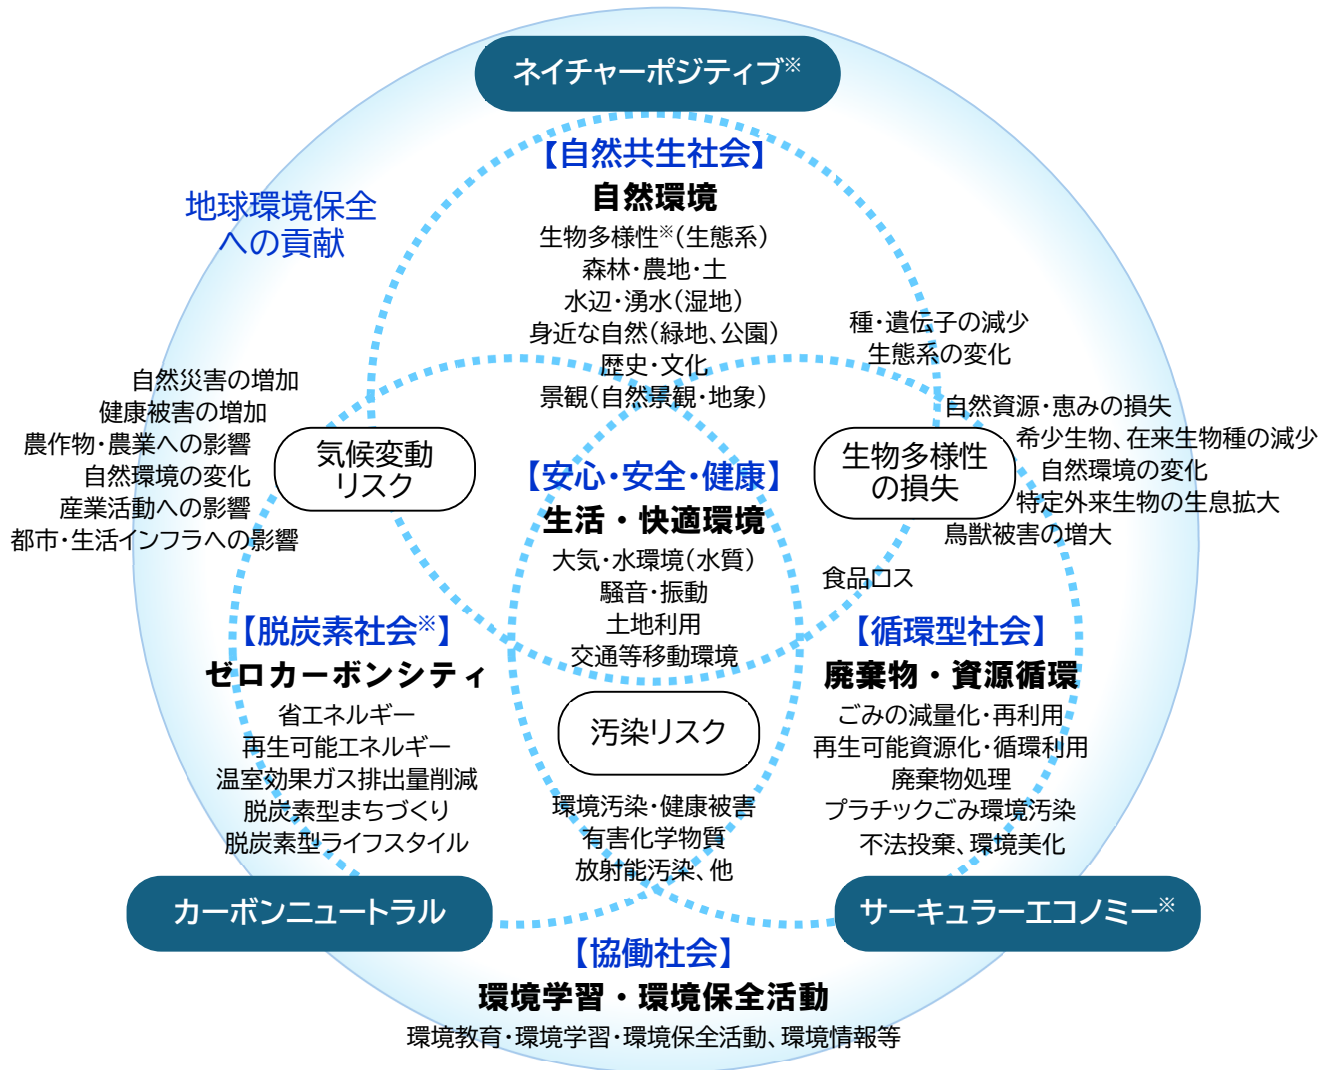 ネイチャーポジティブ※
【自然共生社会】
自然環境
生物多様性※(生態系)
森林・農地・土
水辺・湧水(湿地)
身近な自然(緑地、公園)
歴史・文化
景観(自然景観・地象)
地球環境保全
への貢献
種・遺伝子の減少
生態系の変化
自然災害の増加
健康被害の増加
農作物・農業への影響
自然環境の変化
産業活動への影響
都市・生活インフラへの影響
気候変動
リスク
【安心・安全・健康】
生活・快適環境
大気・水環境(水質)
騒音・振動
土地利用
交通等移動環境
生物多様性
の損失
自然資源・恵みの損失
希少生物、在来生物種の減少
自然環境の変化
特定外来生物の生息拡大
鳥獣被害の増大
食品ロス
【脱炭素社会※】
ゼロカーボンシティ
省エネルギー
再生可能エネルギー
温室効果ガス排出量削減
脱炭素型まちづくり
脱炭素型ライフスタイル
汚染リスク
環境汚染・健康被害
有害化学物質
放射能汚染、他
【循環型社会】
廃棄物・資源循環
ごみの減量化・再利用
再生可能資源化・循環利用
廃棄物処理
プラチックごみ環境汚染
不法投棄、環境美化
カーボンニュートラル
サーキュラーエコノミー※
【協働社会】
環境学習・環境保全活動
環境教育・環境学習・環境保全活動、環境情報等